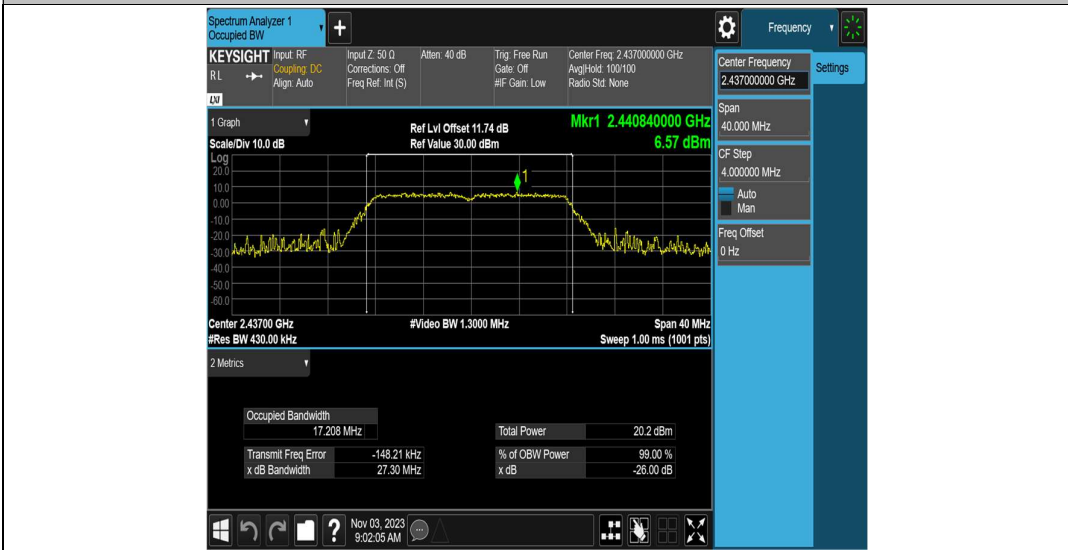 Spectrum Analyzer 1
Occupied BW
+
Frequency
KEYSIGHT
RL
LXI
Input: RF
Coupling: DC
Align: Auto
Input Z: 50 Ω
Corrections: Off
Freq Ref: Int (S)
Atten: 40 dB
Trig: Free Run
Gate: Off
#IF Gain: Low
Center Freq: 2.437000000 GHz
Avg|Hold: 100/100
Radio Std: None
Center Frequency
2.437000000 GHz
Settings
Span
40.000 MHz
CF Step
4.000000 MHz
Auto
Man
Freq Offset
0 Hz
1 Graph
Scale/Div 10.0 dB
Ref Lvl Offset 11.74 dB
Ref Value 30.00 dBm
Mkr1 2.440840000 GHz
6.57 dBm
Log
20.0
10.0
0.00
-10.0
-20.0
-30.0
-40.0
-50.0
-60.0
1
Center 2.43700 GHz
#Res BW 430.00 kHz
#Video BW 1.3000 MHz
Span 40 MHz
Sweep 1.00 ms (1001 pts)
2 Metrics
Occupied Bandwidth
17.208 MHz
Total Power 20.2 dBm
Transmit Freq Error -148.21 kHz
% of OBW Power 99.00 %
x dB Bandwidth 27.30 MHz
x dB -26.00 dB
?
Nov 03, 2023
9:02:05 AM